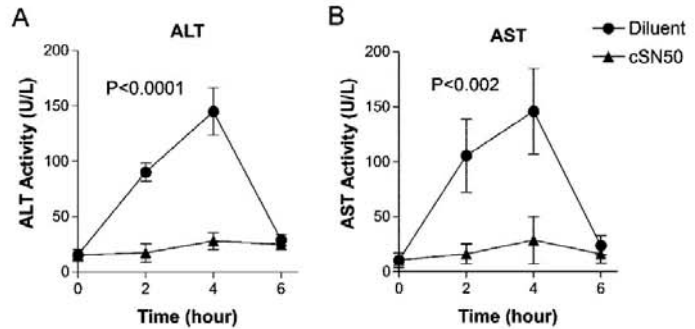 A
ALT
ALT Activity (U/L)
200
150
100
50
0
P<0.0001
0 2 4 6
Time (hour)
B
AST
AST Activity (U/L)
200
150
100
50
0
P<0.002
0 2 4 6
Time (hour)
Diluent
cSN50